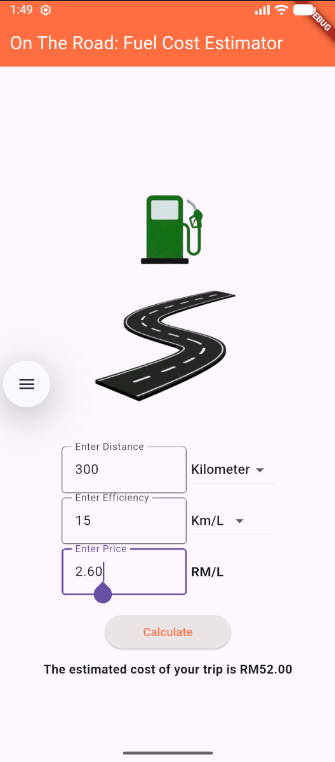 1:49
DEBUG
On The Road: Fuel Cost Estimator
Enter Distance
300 Kilometer
Enter Efficiency
15 Km/L
Enter Price
2.60 RM/L
Calculate
The estimated cost of your trip is RM52.00